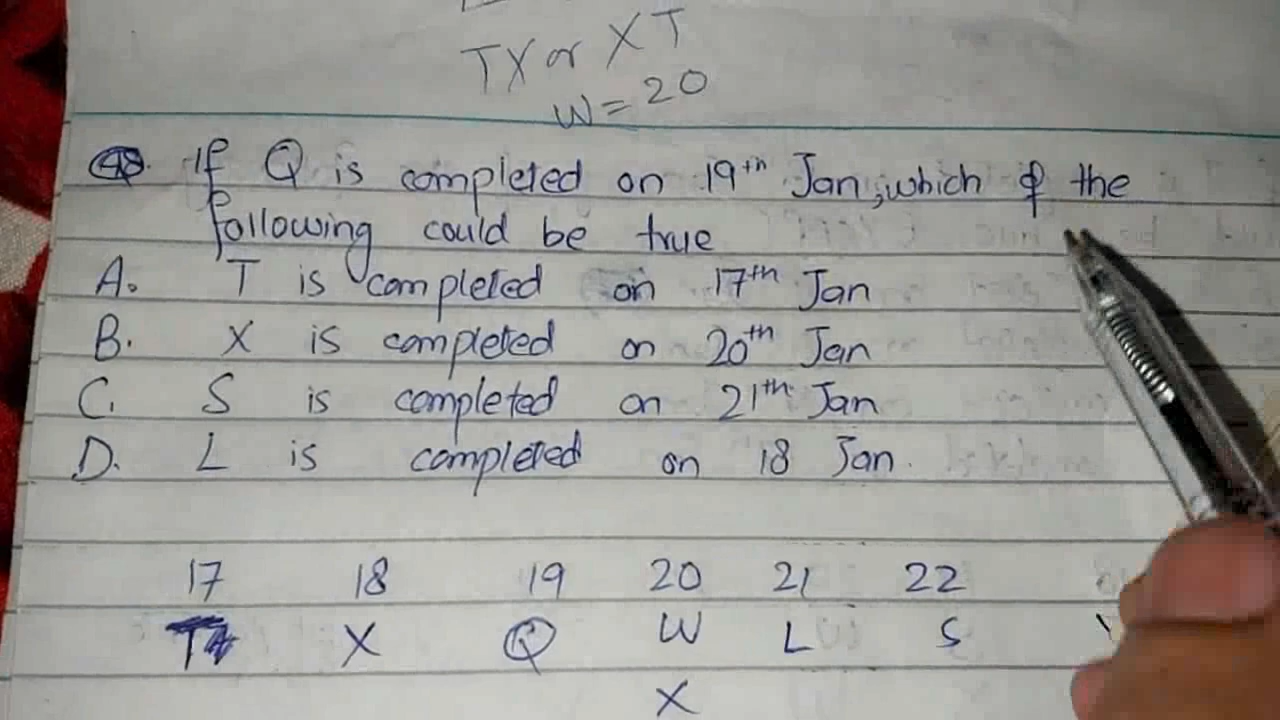 TX or XT
W = 20
Q. If Q is completed on 19th Jan, which of the
following could be true
A. T is completed on 17th Jan
B. X is completed on 20th Jan
C. S is completed on 21th Jan
D. L is completed on 18 Jan.
17 18 19 20 21 22
T X Q W L S
X